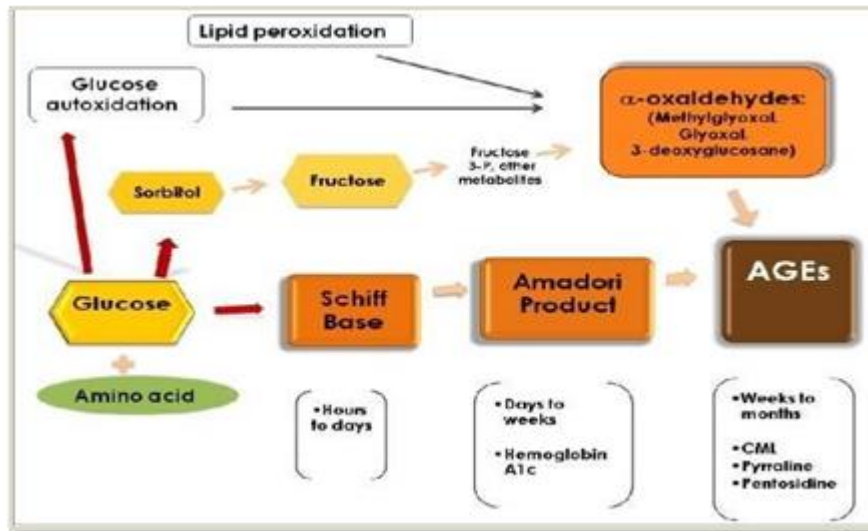 Lipid peroxidation
Glucose
autoxidation
α-oxaldehydes:
(Methylglyoxal,
Glyoxal,
3-deoxyglucosane)
Sorbitol
Fructose
Fructose
3-P, other
metabolites
Glucose
Schiff
Base
Amadori
Product
AGEs
Amino acid
•Hours
to days
•Days to
weeks
•Hemoglobin
A1c
•Weeks to
months
•CML
•Pyrraline
•Pentosidine